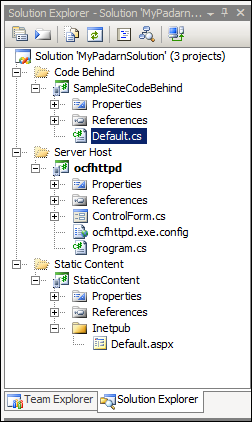 Solution Explorer - Solution 'MyPadarn...
Solution 'MyPadarnSolution' (3 projects)
Code Behind
SampleSiteCodeBehind
Properties
References
Default.cs
Server Host
ocfhttpd
Properties
References
ControlForm.cs
ocfhttpd.exe.config
Program.cs
Static Content
StaticContent
Properties
References
Inetpub
Default.aspx
Team Explorer Solution Explorer